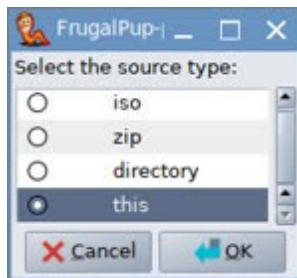 FrugalPup-
Select the source type:
iso
zip
directory
this
Cancel OK